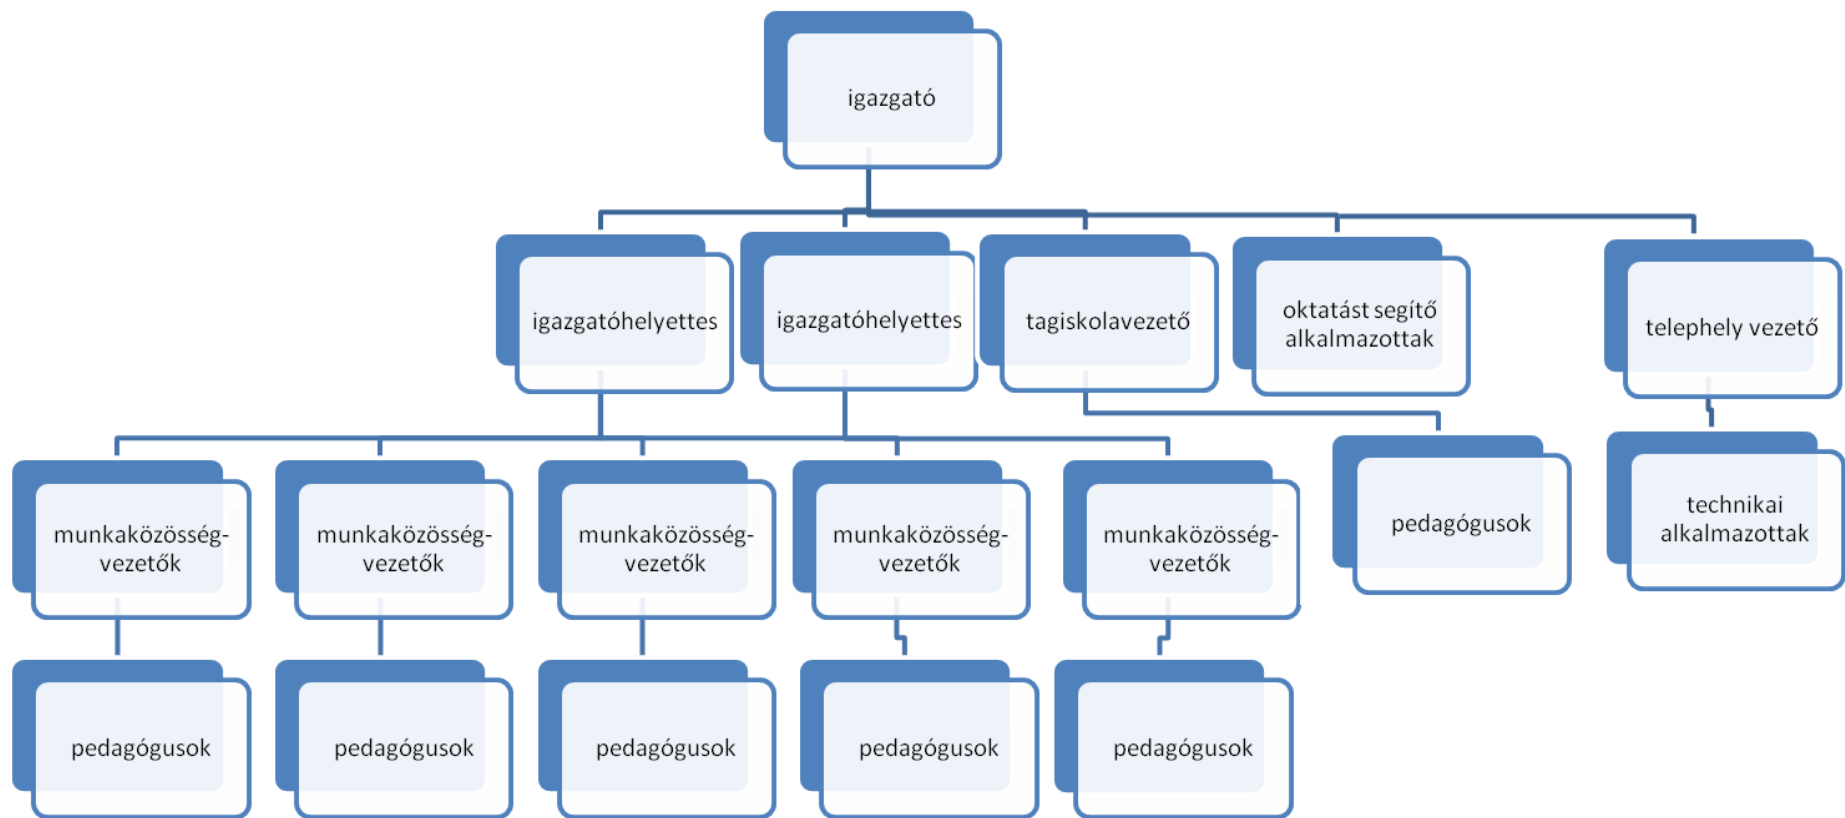 igazgató
igazgatóhelyettes
igazgatóhelyettes
tagiskolavezető
oktatást segítő
alkalmazottak
telephely vezető
munkaközösség-
vezetők
munkaközösség-
vezetők
munkaközösség-
vezetők
munkaközösség-
vezetők
munkaközösség-
vezetők
pedagógusok
technikai
alkalmazottak
pedagógusok
pedagógusok
pedagógusok
pedagógusok
pedagógusok